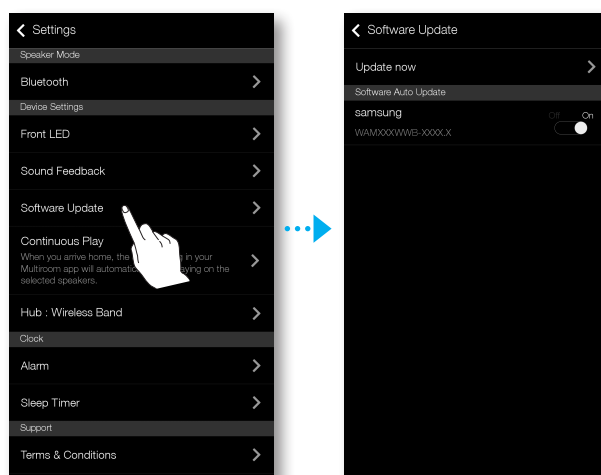 Settings
Speaker Mode
Bluetooth
Device Settings
Front LED
Sound Feedback
Software Update
Continuous Play
When you arrive home, the in your
Multiroom app will automatic aying on the
selected speakers.
Hub : Wireless Band
Clock
Alarm
Sleep Timer
Support
Terms & Conditions
Software Update
Update now
Software Auto Update
samsung
Off On
WAMXXXWWB-XXXX.X